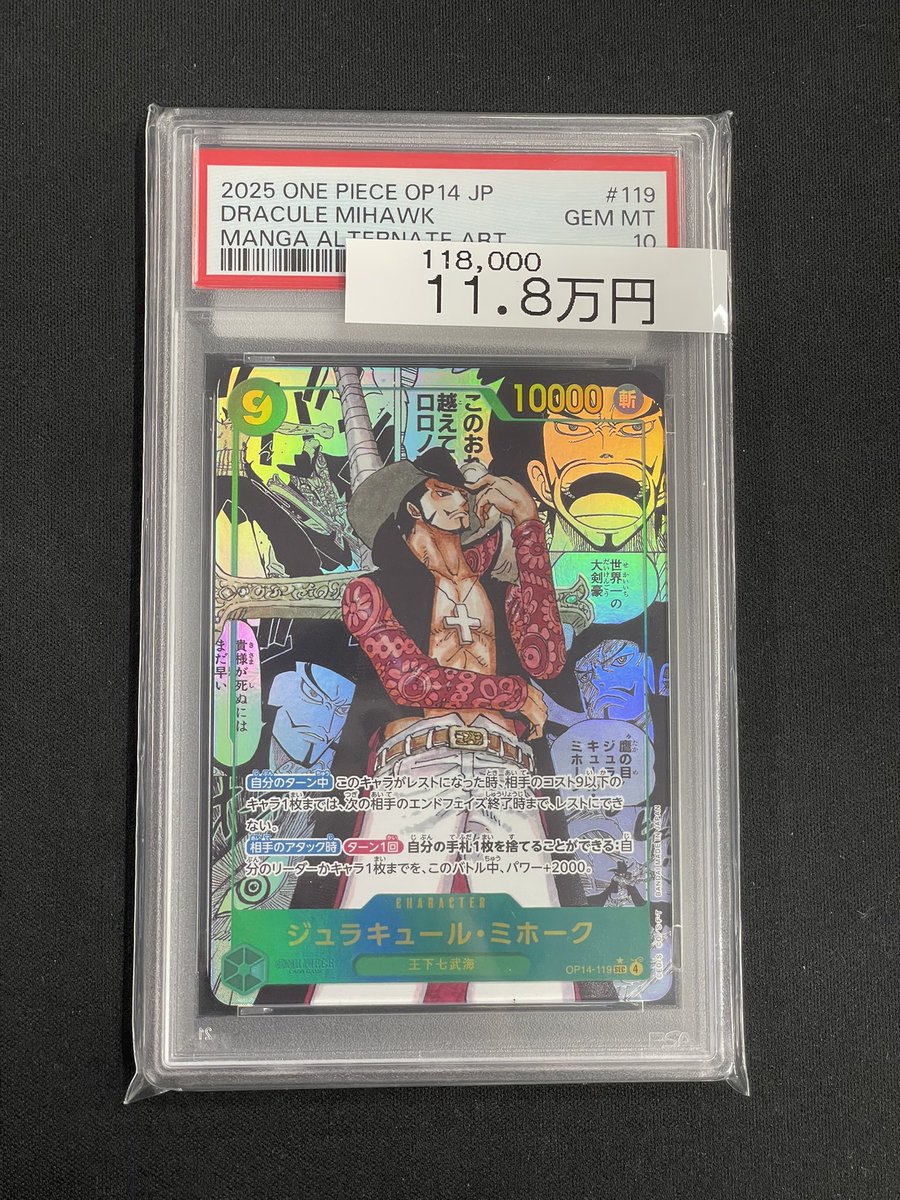 2025 ONE PIECE OP14 JP
#119
DRACULE MIHAWK
GEM MT
MANGA ALTERNATE ART
10
118,000
11.8万円
9
10000
斬
このおれを
越えて
ロロノ
世界一の
大剣豪
貴様が死ぬには
まだ早い
鷹の目
ジュラ
キュール
ミホーク
自分のターン中 このキャラがレストになった時、相手のコスト9以下の
キャラ1枚までは、次の相手のエンドフェイズ終了時まで、レストにでき
ない。
相手のアタック時 ターン1回 自分の手札1枚を捨てることができる:自
分のリーダーかキャラ1枚までを、このバトル中、パワー+2000。
CHARACTER
ジュラキュール・ミホーク
王下七武海
ONE PIECE
CARD GAME
OP14-119 SEC 4